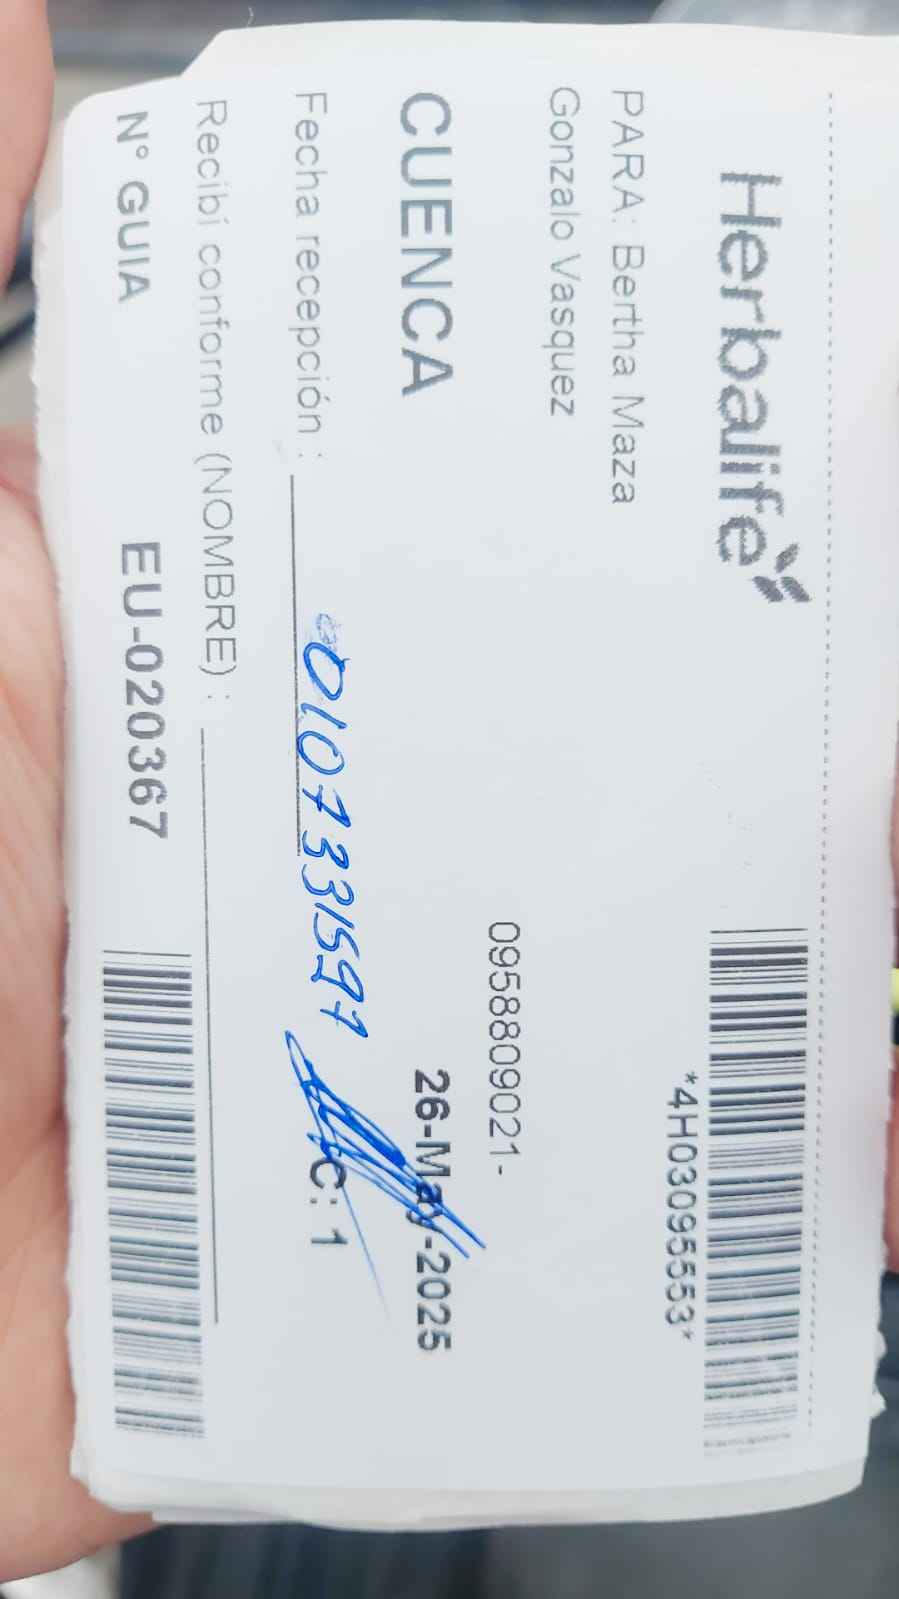 Herbalife
*4H03095553*
PARA: Bertha Maza
Gonzalo Vasquez
0958809021-
CUENCA
26-May-2025
Fecha recepción :
0107331597
C: 1
Recibí conforme (NOMBRE) :
N° GUIA
EU-020367